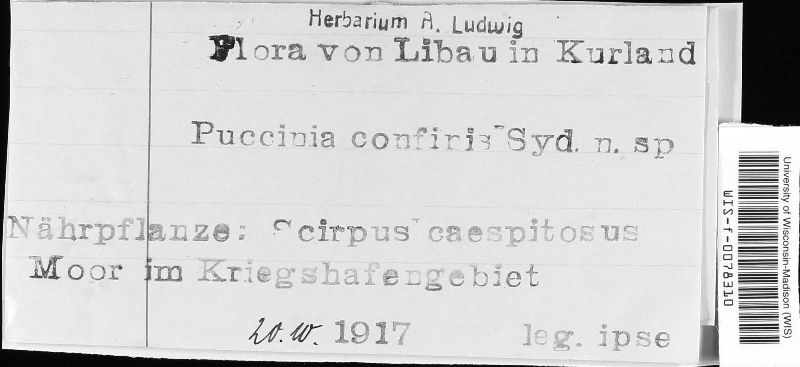 Herbarium A. Ludwig
Flora von Libau in Kurland
Puccinia confiris Syd. n. sp
Nährpflanze: Scirpus caespitosus
Moor im Kriegshafengebiet
1917 leg. ipse
University of Wisconsin-Madison (WIS)
WIS-f-0078310